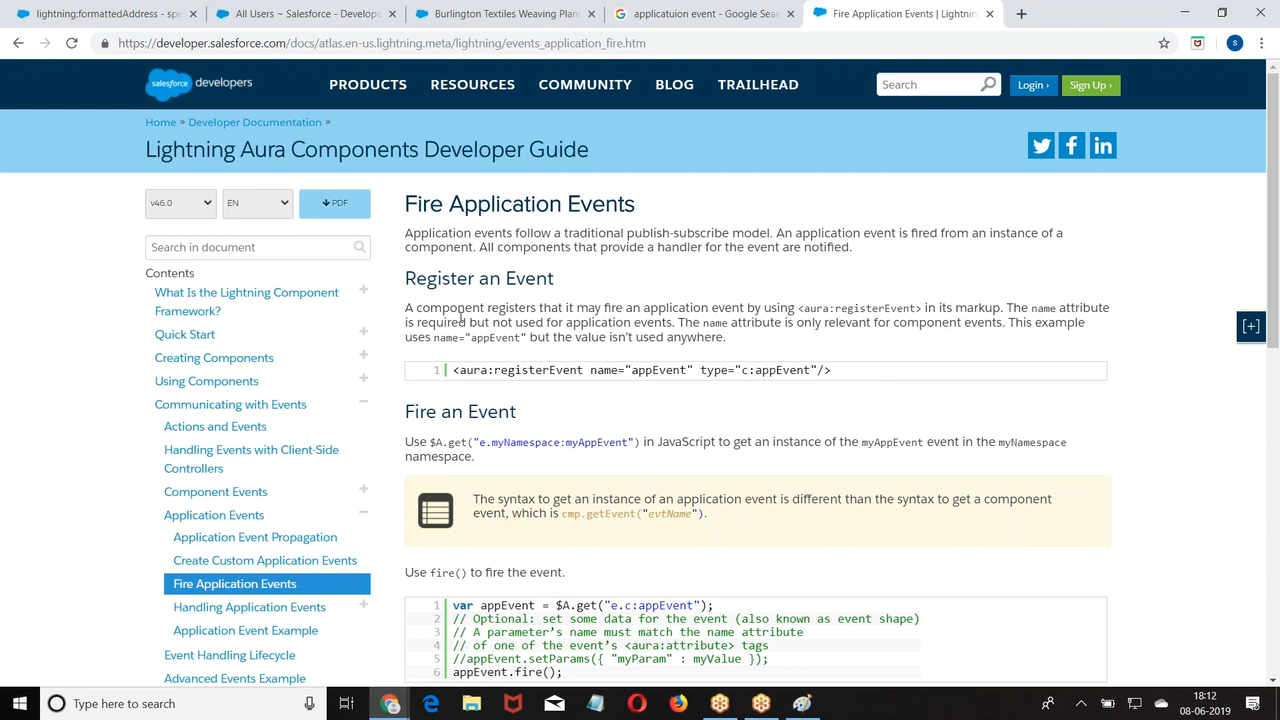 lightning:formattedAddress - spe
All Users ~ Salesforce - Develope
Burlington Textiles Weaving Plan
applicatuion event - Google Sea
Fire Application Events | Lightnin
https://developer.salesforce.com/docs/atlas.en-us.lightning.meta/lightning/events_application_fire.htm
S
salesforce developers
PRODUCTS RESOURCES COMMUNITY BLOG TRAILHEAD
Search
Login ›
Sign Up ›
Home » Developer Documentation »
Lightning Aura Components Developer Guide
v46.0 EN PDF
Search in document
Contents
What Is the Lightning Component
Framework?
Quick Start
Creating Components
Using Components
Communicating with Events
Actions and Events
Handling Events with Client-Side
Controllers
Component Events
Application Events
Application Event Propagation
Create Custom Application Events
Fire Application Events
Handling Application Events
Application Event Example
Event Handling Lifecycle
Advanced Events Example
Fire Application Events
Application events follow a traditional publish-subscribe model. An application event is fired from an instance of a
component. All components that provide a handler for the event are notified.
Register an Event
A component registers that it may fire an application event by using <aura:registerEvent> in its markup. The name attribute
is required but not used for application events. The name attribute is only relevant for component events. This example
uses name="appEvent" but the value isn't used anywhere.
1 <aura:registerEvent name="appEvent" type="c:appEvent"/>
Fire an Event
Use $A.get("e.myNamespace:myAppEvent") in JavaScript to get an instance of the myAppEvent event in the myNamespace
namespace.
The syntax to get an instance of an application event is different than the syntax to get a component
event, which is cmp.getEvent("evtName").
Use fire() to fire the event.
1 var appEvent = $A.get("e.c:appEvent");
2 // Optional: set some data for the event (also known as event shape)
3 // A parameter's name must match the name attribute
4 // of one of the event's <aura:attribute> tags
5 //appEvent.setParams({ "myParam" : myValue });
6 appEvent.fire();
[+]
Type here to search
18:12
08-06-2019